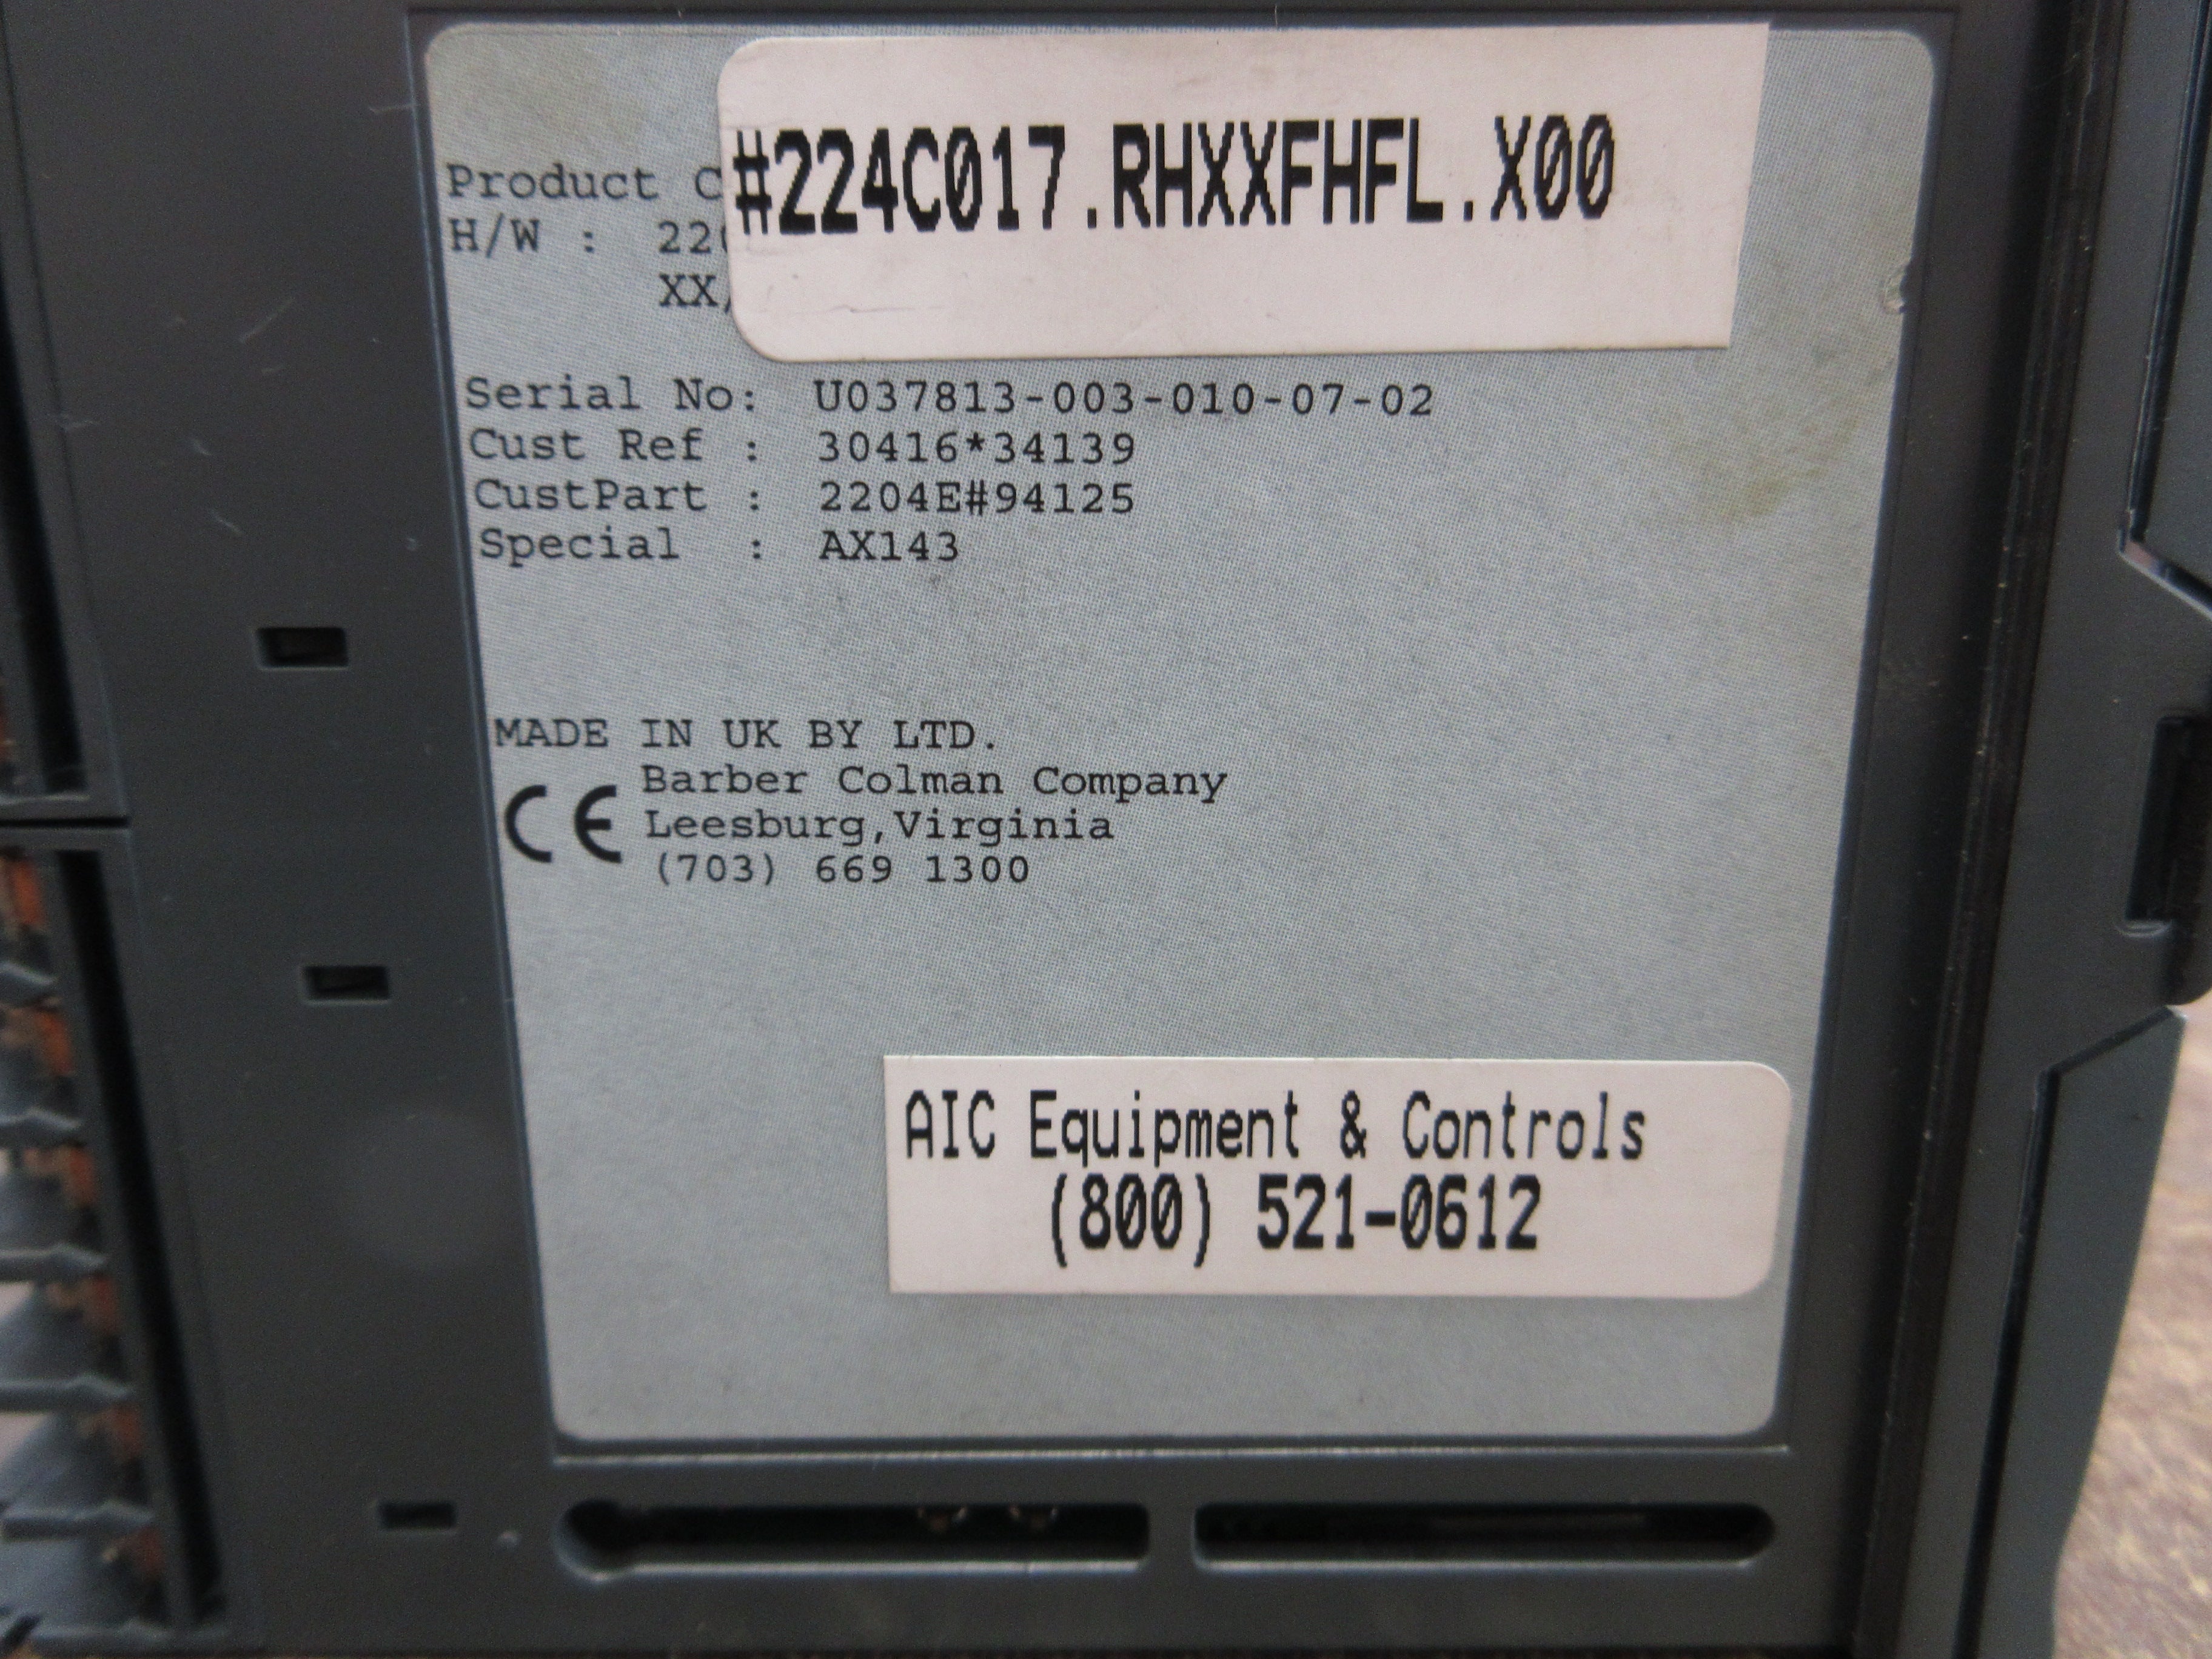 #224C017.RHXXFHFL.X00
Product C
H/W : 22
XX/
Serial No: U037813-003-010-07-02
Cust Ref : 30416*34139
CustPart : 2204E#94125
Special : AX143
MADE IN UK BY LTD.
Barber Colman Company
CE Leesburg,Virginia
(703) 669 1300
AIC Equipment & Controls
(800) 521-0612